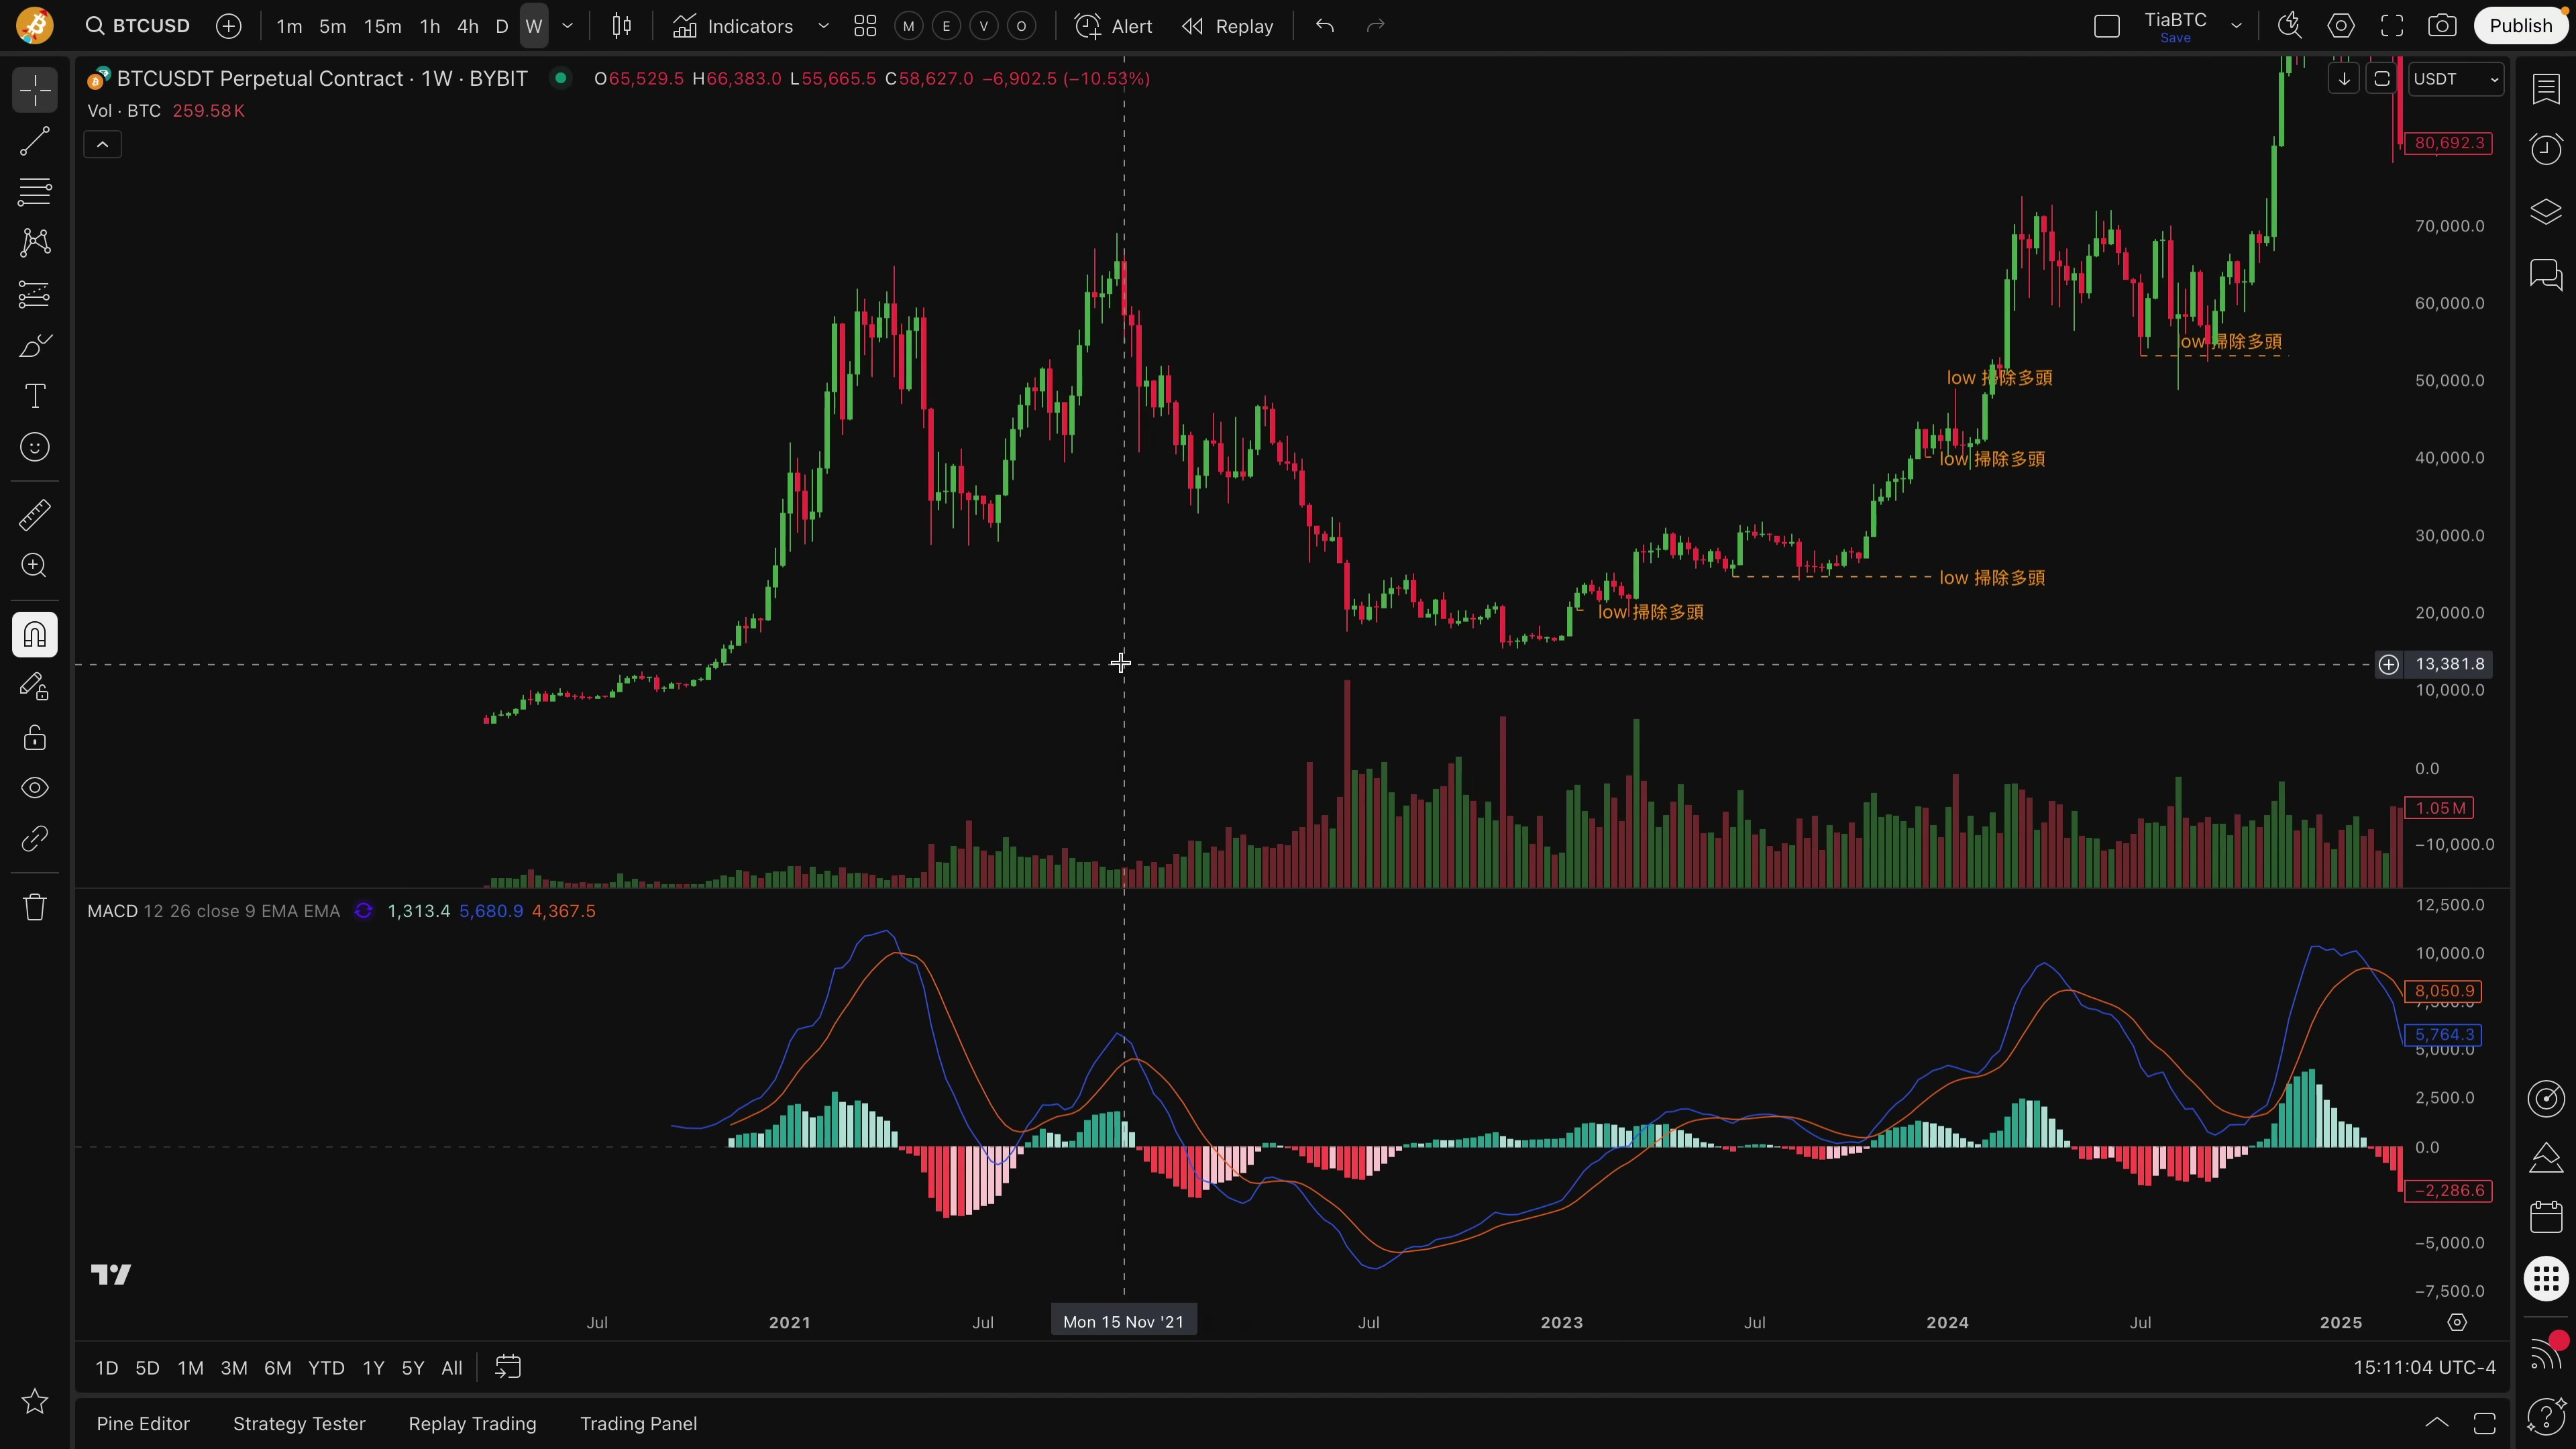 BTCUSD 1m 5m 15m 1h 4h D W Indicators M E V O Alert Replay TiaBTC Publish
Save
BTCUSDT Perpetual Contract · 1W · BYBIT O65,529.5 H66,383.0 L55,665.5 C58,627.0 −6,902.5 (−10.53%) USDT
Vol · BTC 259.58K
80,692.3
70,000.0
60,000.0
low 掃除多頭
low 掃除多頭
50,000.0
low 掃除多頭
40,000.0
30,000.0
low 掃除多頭
low 掃除多頭
20,000.0
13,381.8
10,000.0
0.0
1.05M
−10,000.0
MACD 12 26 close 9 EMA EMA 1,313.4 5,680.9 4,367.5
12,500.0
10,000.0
8,050.9
5,764.3
5,000.0
2,500.0
0.0
−2,286.6
−5,000.0
−7,500.0
Jul 2021 Jul Mon 15 Nov '21 Jul 2023 Jul 2024 Jul 2025
1D 5D 1M 3M 6M YTD 1Y 5Y All 15:11:04 UTC-4
Pine Editor Strategy Tester Replay Trading Trading Panel